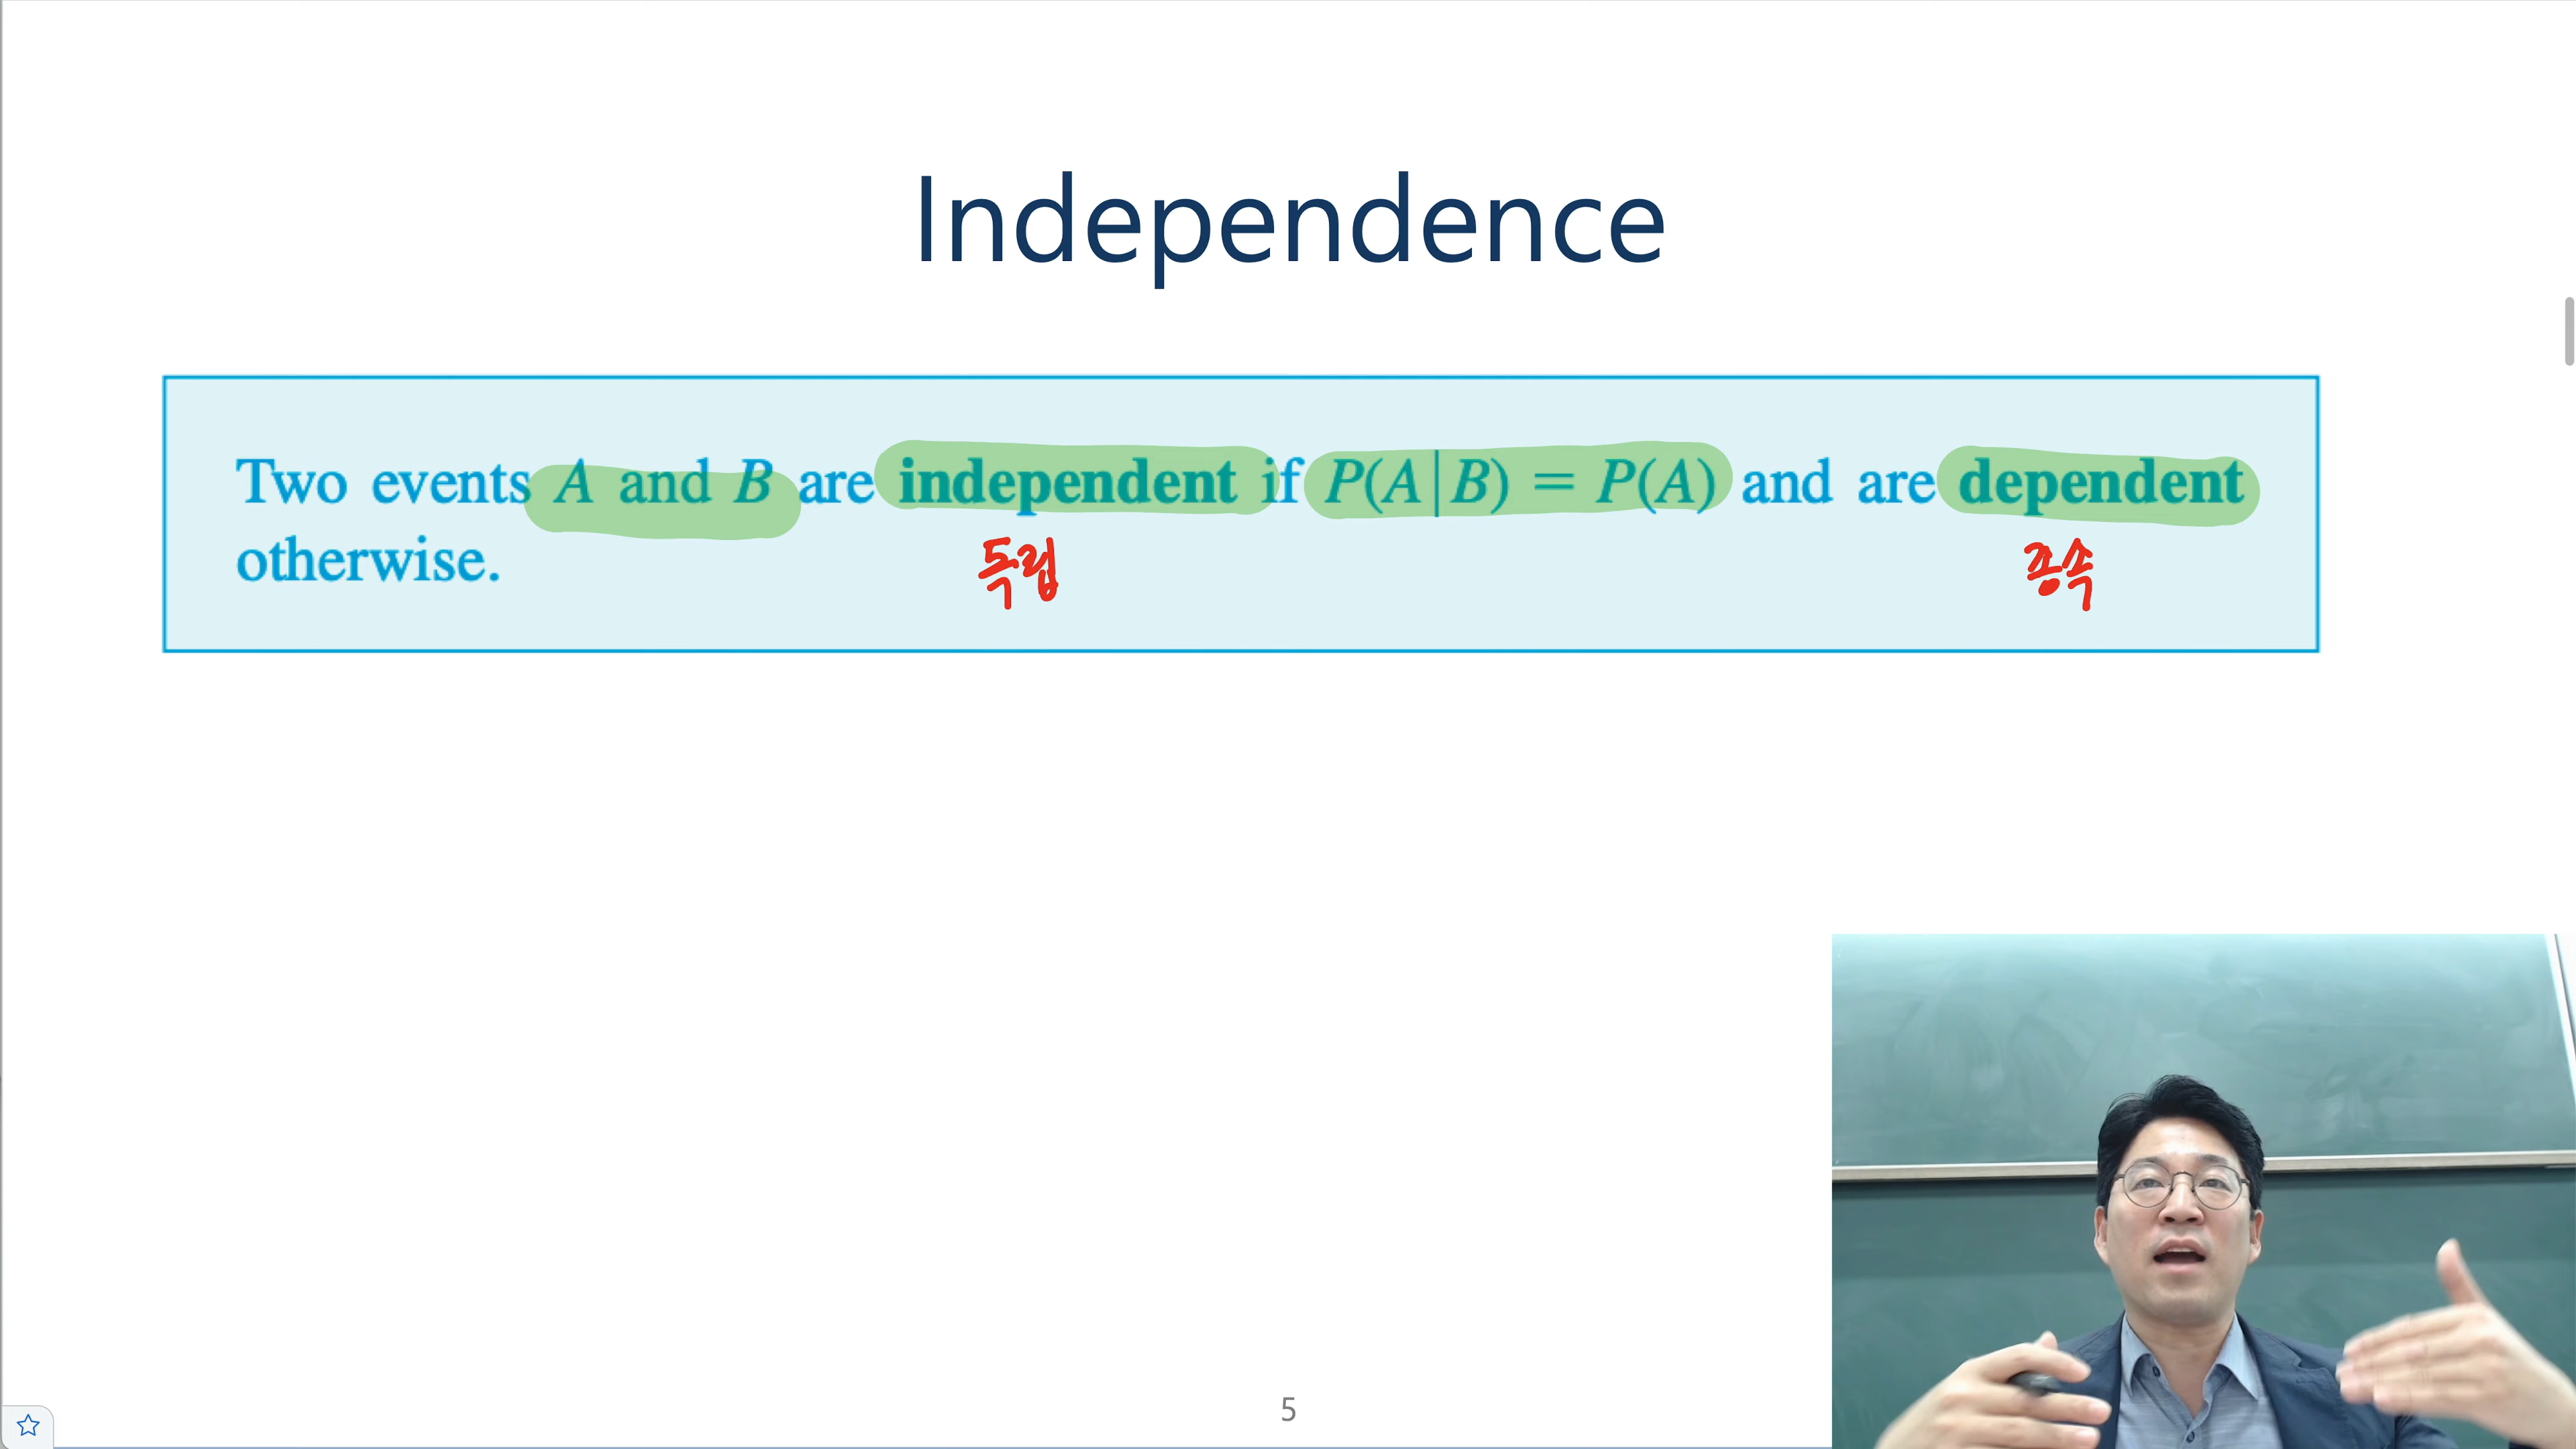 Independence
Two events A and B are independent if P(A|B) = P(A) and are dependent
otherwise.
독립
종속
5